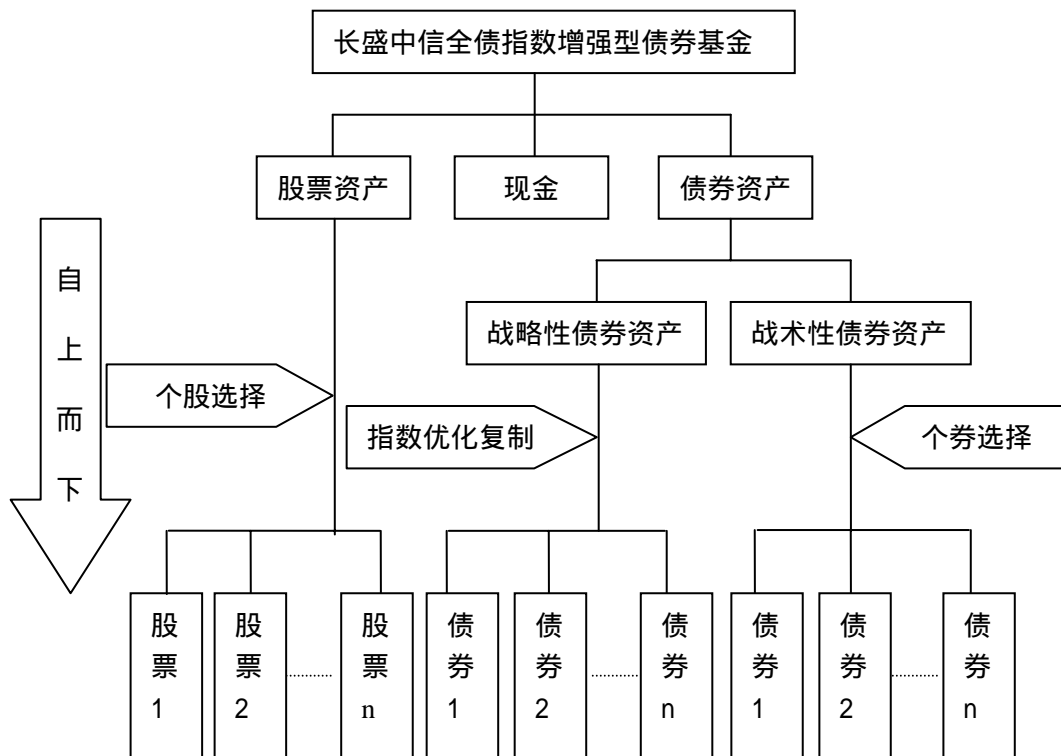 长盛中信全债指数增强型债券基金
股票资产
现金
债券资产
自上而下
战略性债券资产
战术性债券资产
个股选择
指数优化复制
个券选择
股票1
股票2
………
股票n
债券1
债券2
………
债券n
债券1
债券2
………
债券n